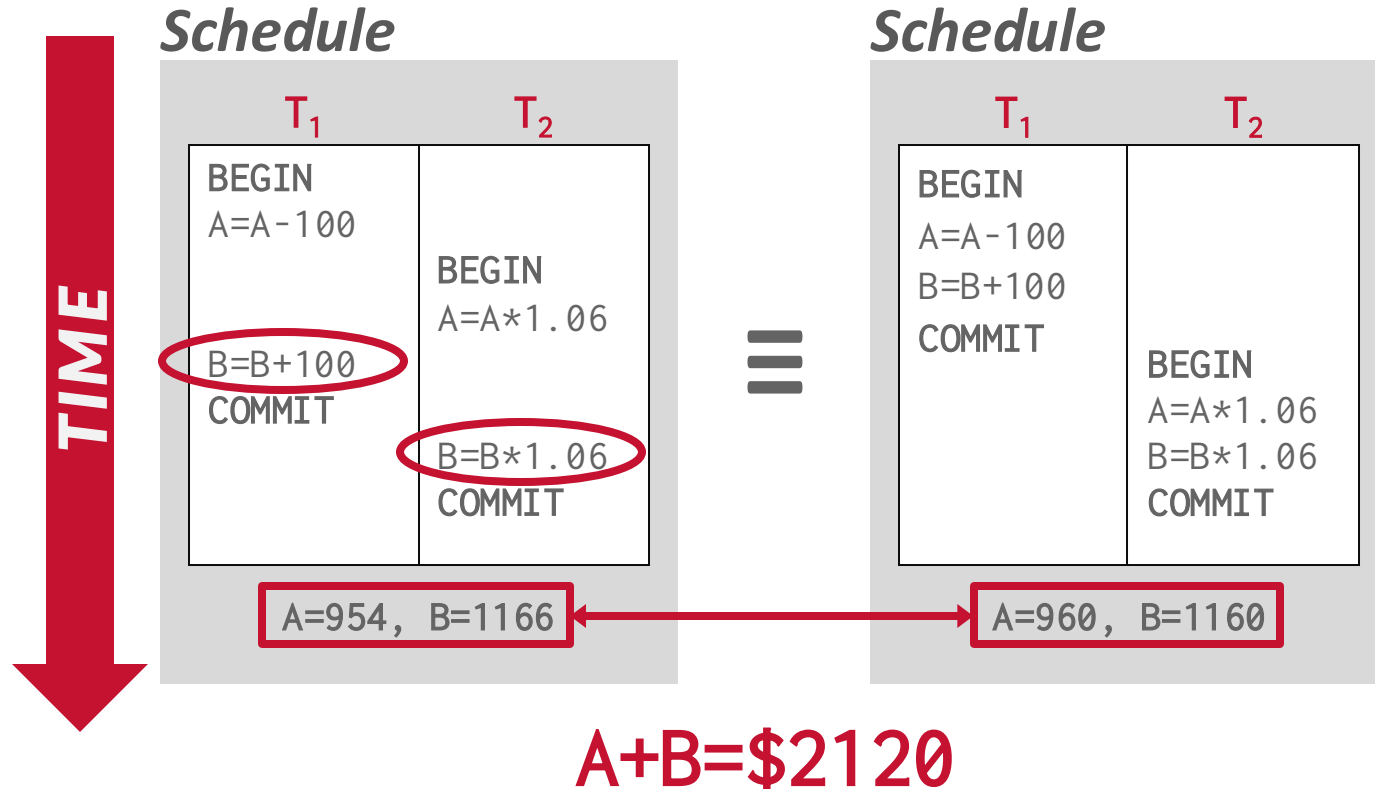 Schedule
Schedule
TIME
T1
T2
BEGIN
A=A-100
BEGIN
A=A*1.06
B=B+100
COMMIT
B=B*1.06
COMMIT
A=954, B=1166
≡
T1
T2
BEGIN
A=A-100
B=B+100
COMMIT
BEGIN
A=A*1.06
B=B*1.06
COMMIT
A=960, B=1160
A+B=$2120